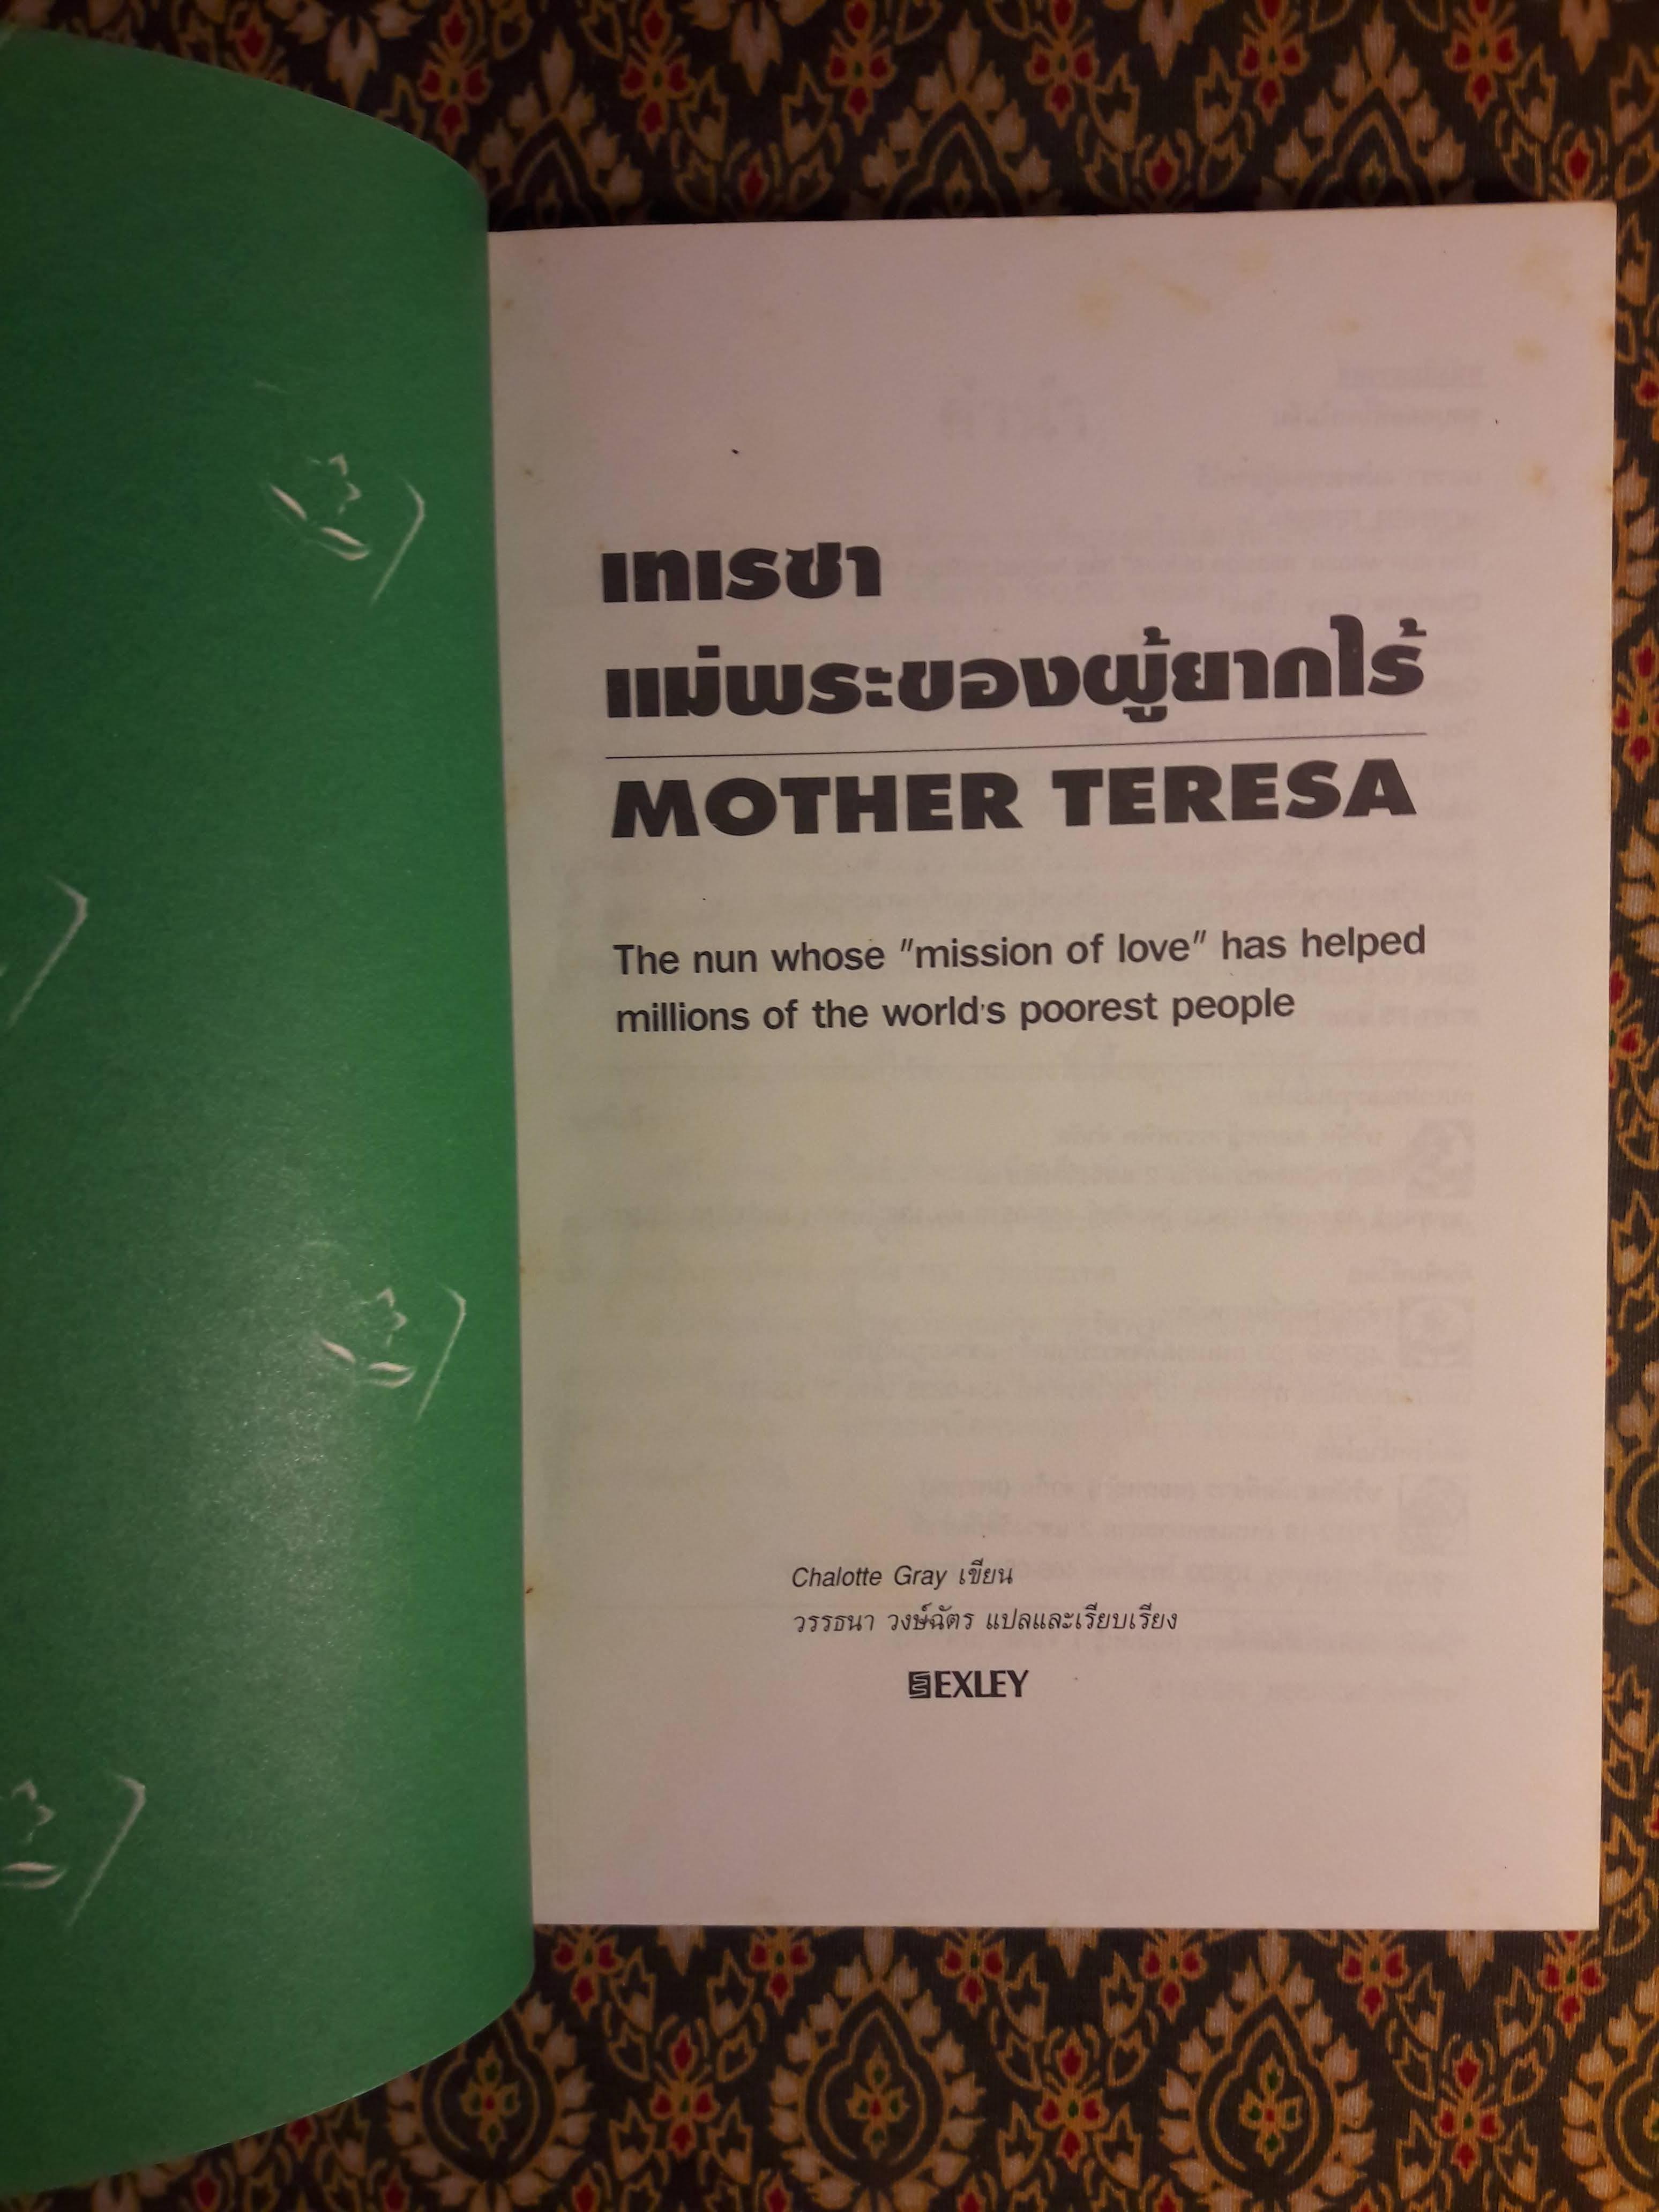 เทเรซา
แม่พระของผู้ยากไร้
MOTHER TERESA
The nun whose "mission of love" has helped
millions of the world's poorest people
Chalotte Gray เขียน
วรรธนา วงษ์ฉัตร แปลและเรียบเรียง
EXLEY